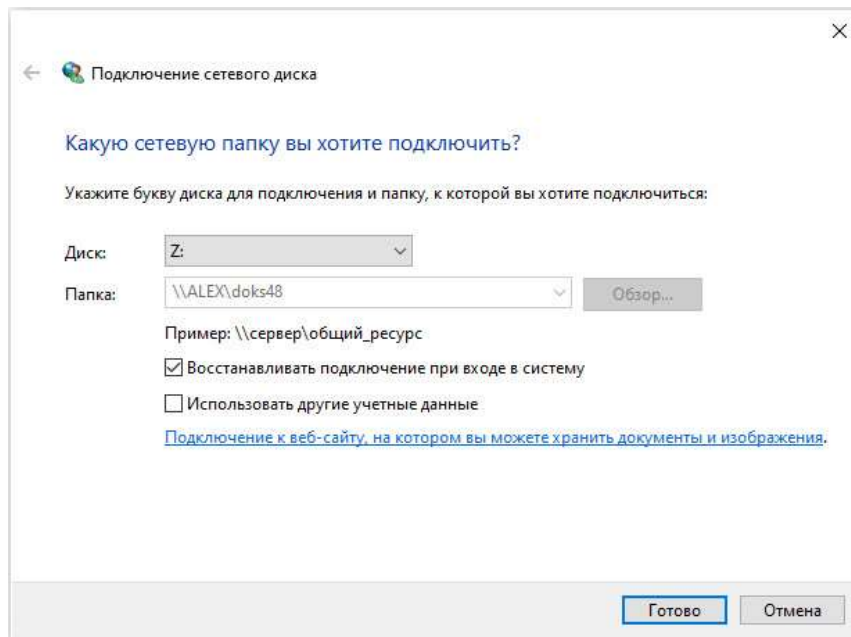 Подключение сетевого диска
Какую сетевую папку вы хотите подключить?
Укажите букву диска для подключения и папку, к которой вы хотите подключиться:
Диск: Z:
Папка: \\ALEX\doks48 Обзор...
Пример: \\сервер\общий_ресурс
Восстанавливать подключение при входе в систему
Использовать другие учетные данные
Подключение к веб-сайту, на котором вы можете хранить документы и изображения.
Готово Отмена